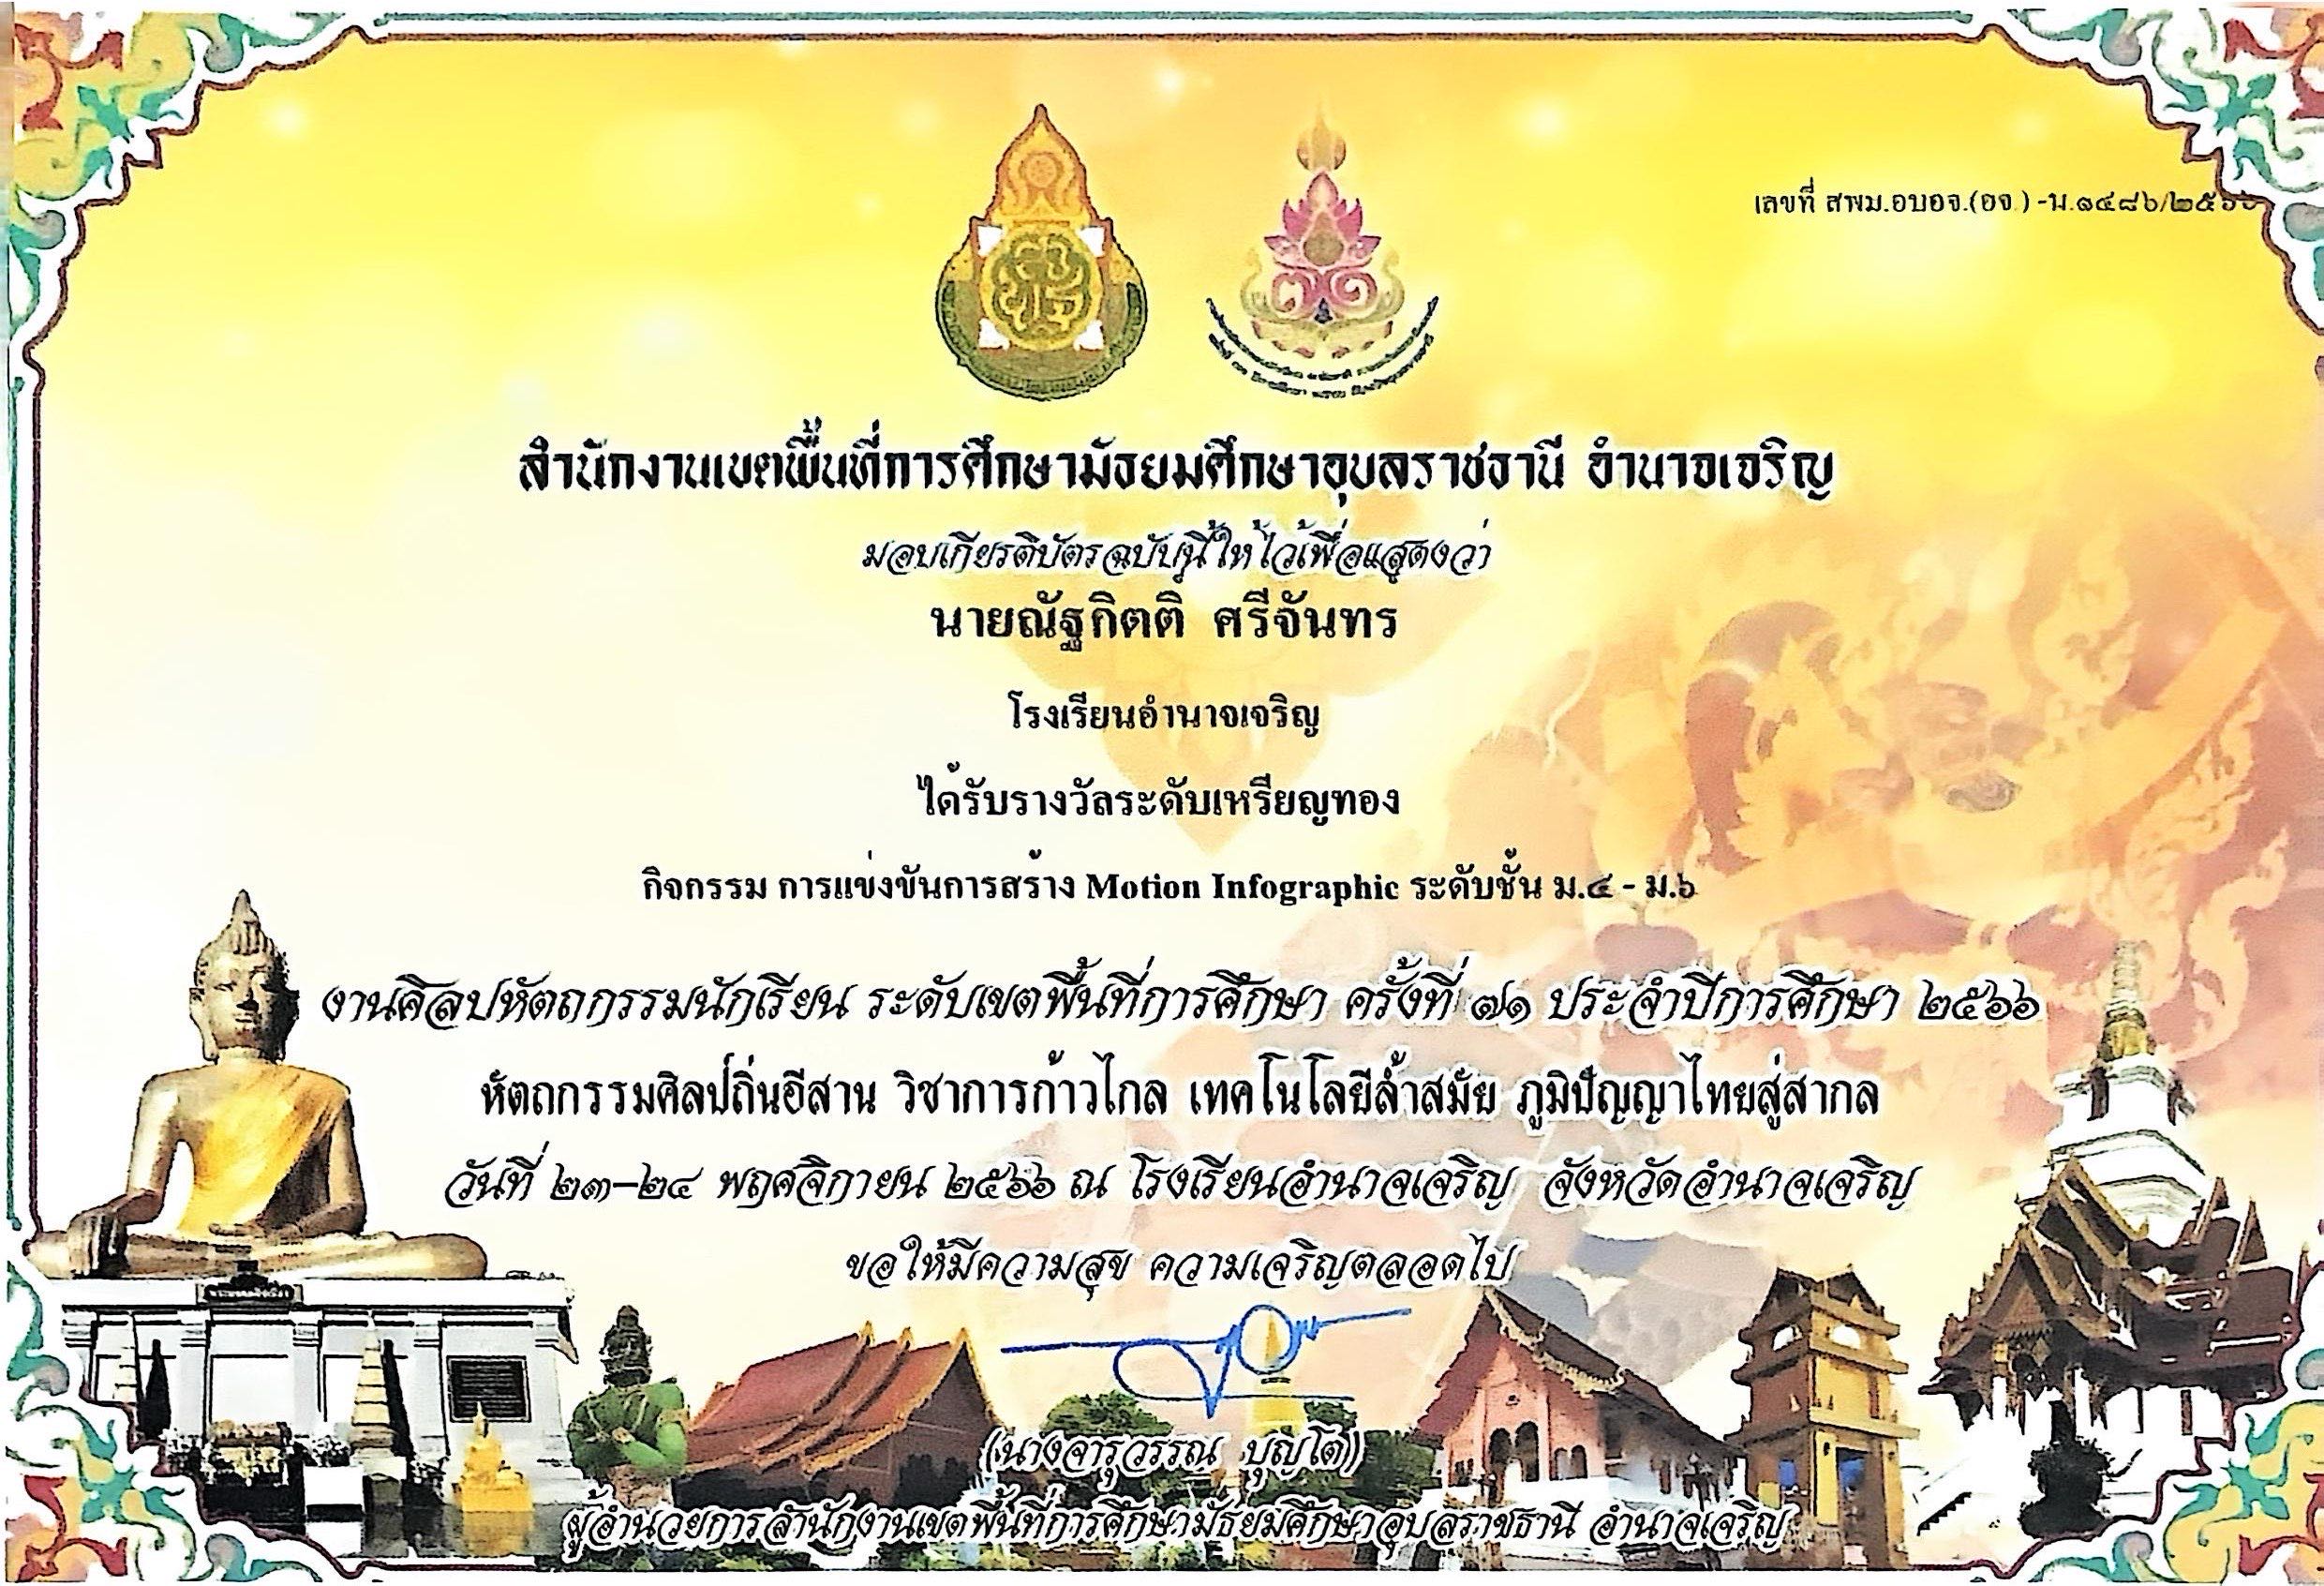 เลขที่ สพม.อบอจ.(อจ.) -ม.๑๔๘๖/๒๕๖๖
๗๑
สำนักงานเขตพื้นที่การศึกษามัธยมศึกษาอุบลราชธานี อำนาจเจริญ
มอบเกียรติบัตรฉบับนี้ให้ไว้เพื่อแสดงว่า
นายณัฐกิตติ ศรีจันทร
โรงเรียนอำนาจเจริญ
ได้รับรางวัลระดับเหรียญทอง
กิจกรรม การแข่งขันการสร้าง Motion Infographic ระดับชั้น ม.๔ - ม.๖
งานศิลปหัตถกรรมนักเรียน ระดับเขตพื้นที่การศึกษา ครั้งที่ ๗๑ ประจำปีการศึกษา ๒๕๖๖
หัตถกรรมศิลป์ถิ่นอีสาน วิชาการก้าวไกล เทคโนโลยีล้ำสมัย ภูมิปัญญาไทยสู่สากล
วันที่ ๒๓-๒๔ พฤศจิกายน ๒๕๖๖ ณ โรงเรียนอำนาจเจริญ จังหวัดอำนาจเจริญ
ขอให้มีความสุข ความเจริญตลอดไป
(นางจารุวรรณ บุญโต)
ผู้อำนวยการสำนักงานเขตพื้นที่การศึกษามัธยมศึกษาอุบลราชธานี อำนาจเจริญ